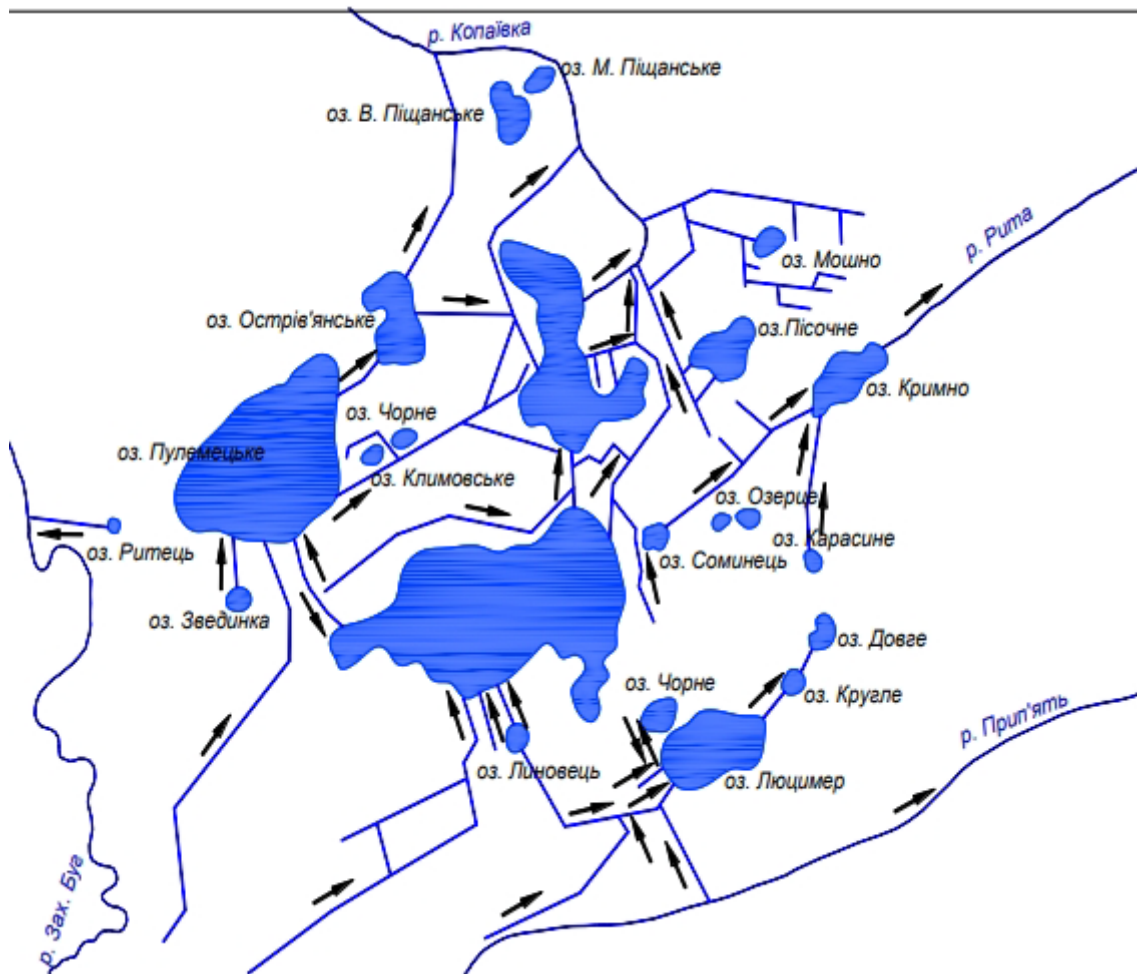 р. Копаївка
оз. М. Піщанське
оз. В. Піщанське
р. Рита
оз. Мошно
оз. Острів'янське
оз.Пісочне
оз. Кримно
оз. Чорне
оз. Пулемецьке
оз. Климовське
оз. Озерце
оз. Карасине
оз. Ритець
оз. Соминець
оз. Звединка
оз. Довге
оз. Чорне
оз. Кругле
р. Прип'ять
оз. Линовець
оз. Люцимер
р. Зах. Буг